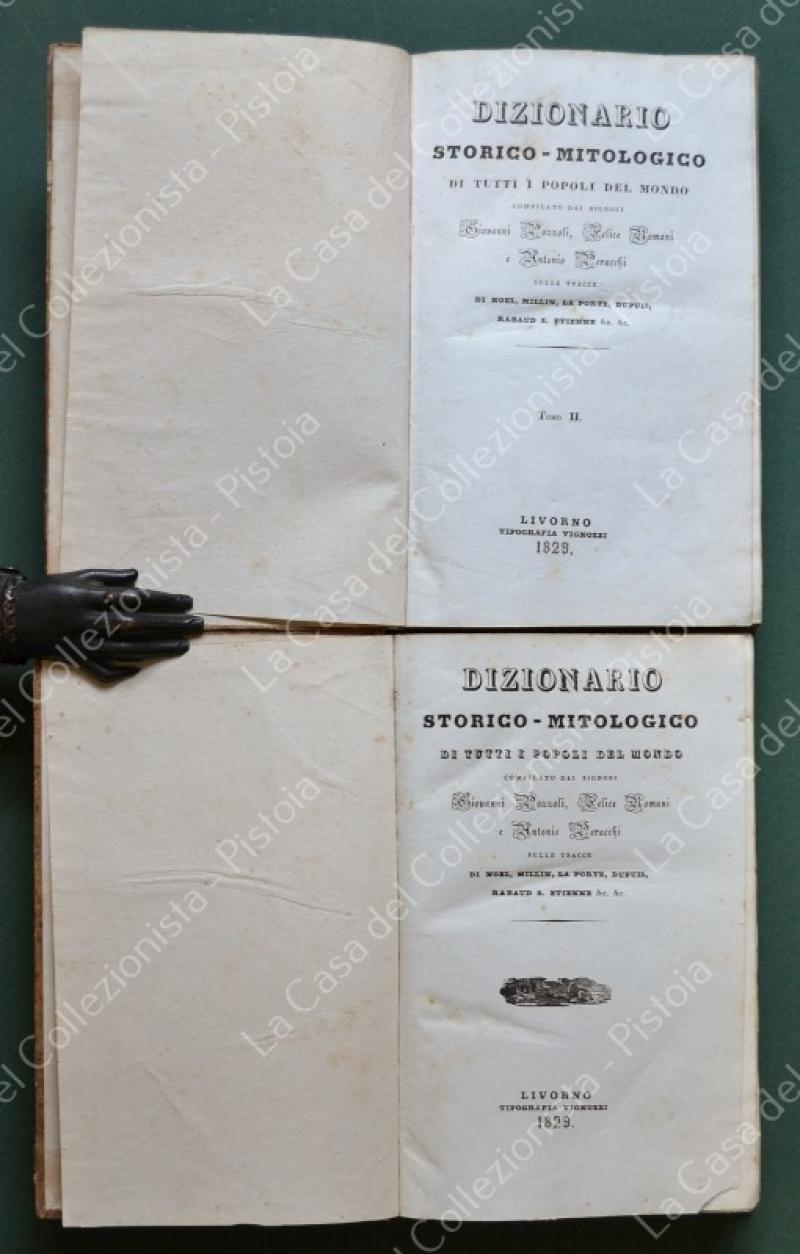 DIZIONARIO
STORICO - MITOLOGICO
DI TUTTI I POPOLI DEL MONDO
COMPILATO DAI SIGNORI
Giovanni Pozzoli, Felice Romani
e Antonio Peracchi
SULLE TRACCE
DI NOEL, MILLIN, LA PORTE, DUPUIS,
RABAUD S. ETIENNE &c. &c.
Tomo II.
LIVORNO
TIPOGRAFIA VIGNOZZI
1829.
DIZIONARIO
STORICO - MITOLOGICO
DI TUTTI I POPOLI DEL MONDO
COMPILATO DAI SIGNORI
Giovanni Pozzoli, Felice Romani
e Antonio Peracchi
SULLE TRACCE
DI NOEL, MILLIN, LA PORTE, DUPUIS,
RABAUD S. ETIENNE &c. &c.
LIVORNO
TIPOGRAFIA VIGNOZZI
1829.
La Casa del Collezionista - Pistoia